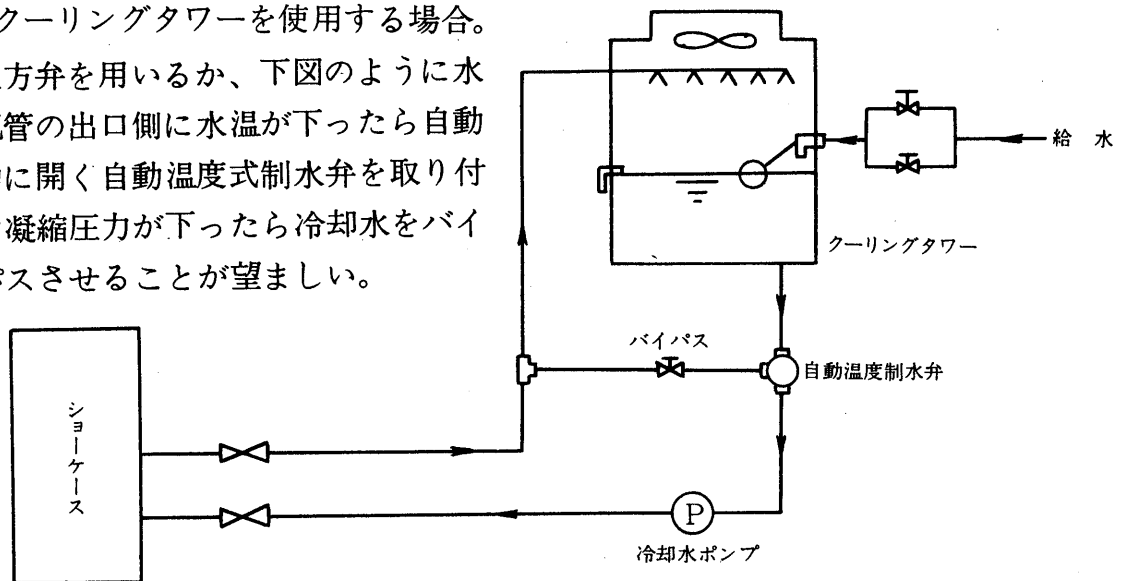 クーリングタワーを使用する場合。
方弁を用いるか、下図のように水
管の出口側に水温が下ったら自動
に開く自動温度式制水弁を取り付
凝縮圧力が下ったら冷却水をバイ
パスさせることが望ましい。
給 水
クーリングタワー
バイパス
自動温度制水弁
ショーケース
P
冷却水ポンプ